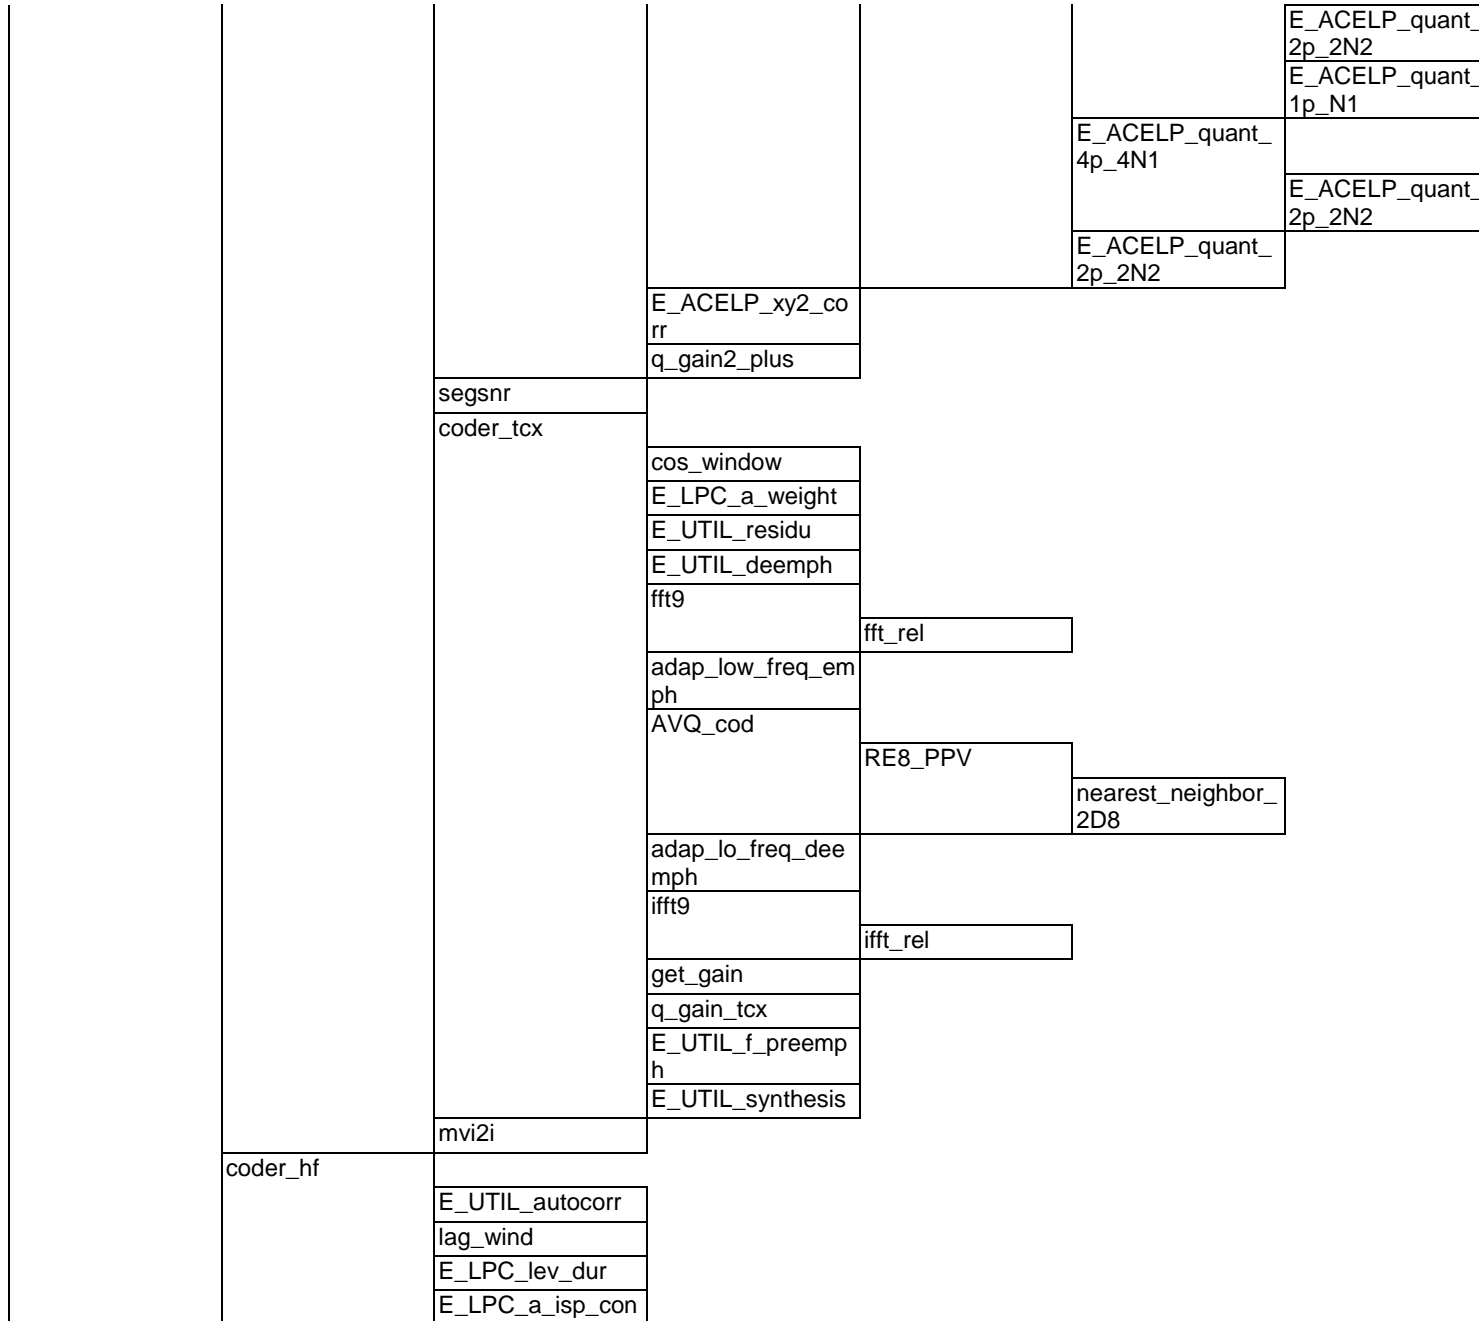 E_ACELP_quant_
2p_2N2
E_ACELP_quant_
1p_N1
E_ACELP_quant_
4p_4N1
E_ACELP_quant_
2p_2N2
E_ACELP_quant_
2p_2N2
E_ACELP_xy2_co
rr
q_gain2_plus
segsnr
coder_tcx
cos_window
E_LPC_a_weight
E_UTIL_residu
E_UTIL_deemph
fft9
fft_rel
adap_low_freq_em
ph
AVQ_cod
RE8_PPV
nearest_neighbor_
2D8
adap_lo_freq_dee
mph
ifft9
ifft_rel
get_gain
q_gain_tcx
E_UTIL_f_preemp
h
E_UTIL_synthesis
mvi2i
coder_hf
E_UTIL_autocorr
lag_wind
E_LPC_lev_dur
E_LPC_a_isp_con